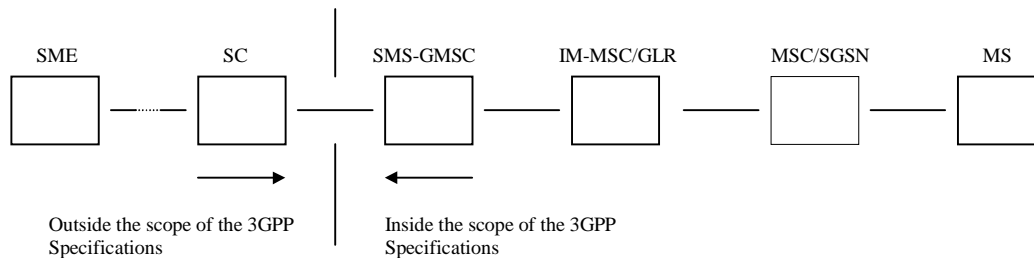 SME
SC
SMS-GMSC
IM-MSC/GLR
MSC/SGSN
MS
Outside the scope of the 3GPP
Specifications
Inside the scope of the 3GPP
Specifications